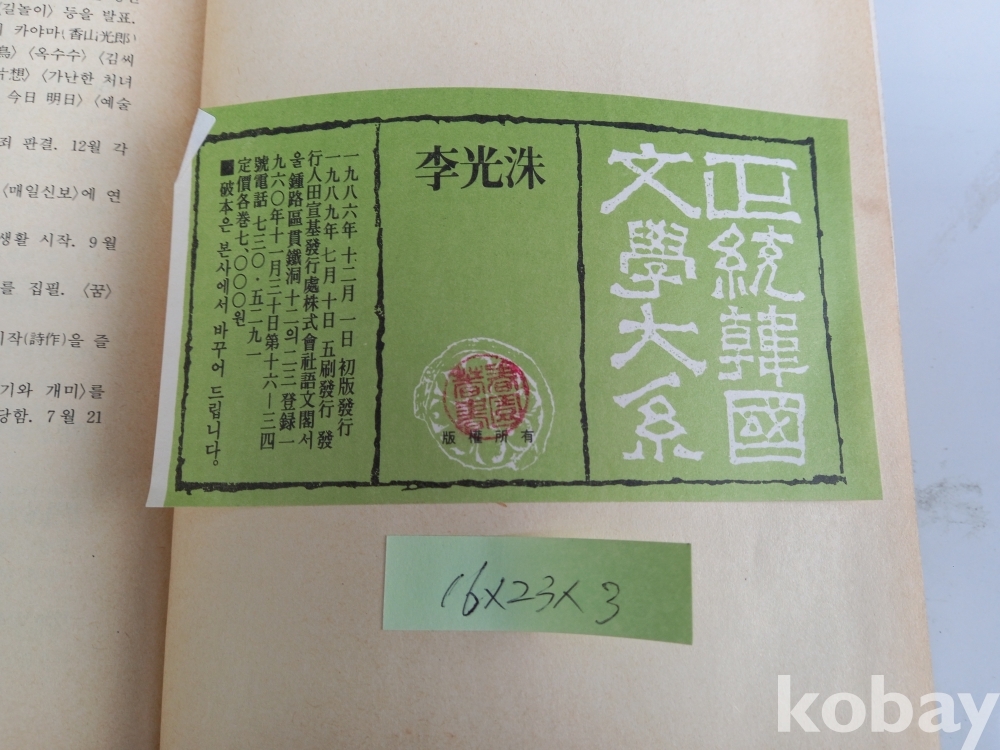 〈길놀이〉 등을 발표.
카야마(香山光郎)
〈옥수수〉 〈김씨
〈가난한 처녀
今日 明日〉 〈예술
죄 판결. 12월 각
〈매일신보〉에 연
생활 시작. 9월
를 집필. 〈꿈〉
시작(詩作)을 즐
기와 개미〉를
당함. 7월 21
正統韓國
文學大系
李光洙
版權所有
一九八六年 十二月 一日 初版發行
一九八九年 七月 十日 五刷發行 發
行人田宣基發行處株式會社語文閣서
울鍾路區貫鐵洞十二의二三登録一
九六〇年十一月三十日第十六—三四
號電話 七三〇·五二九一
定價各巻七、〇〇〇원
■破本은 본사에서 바꾸어 드립니다。
16x23x3
kobay